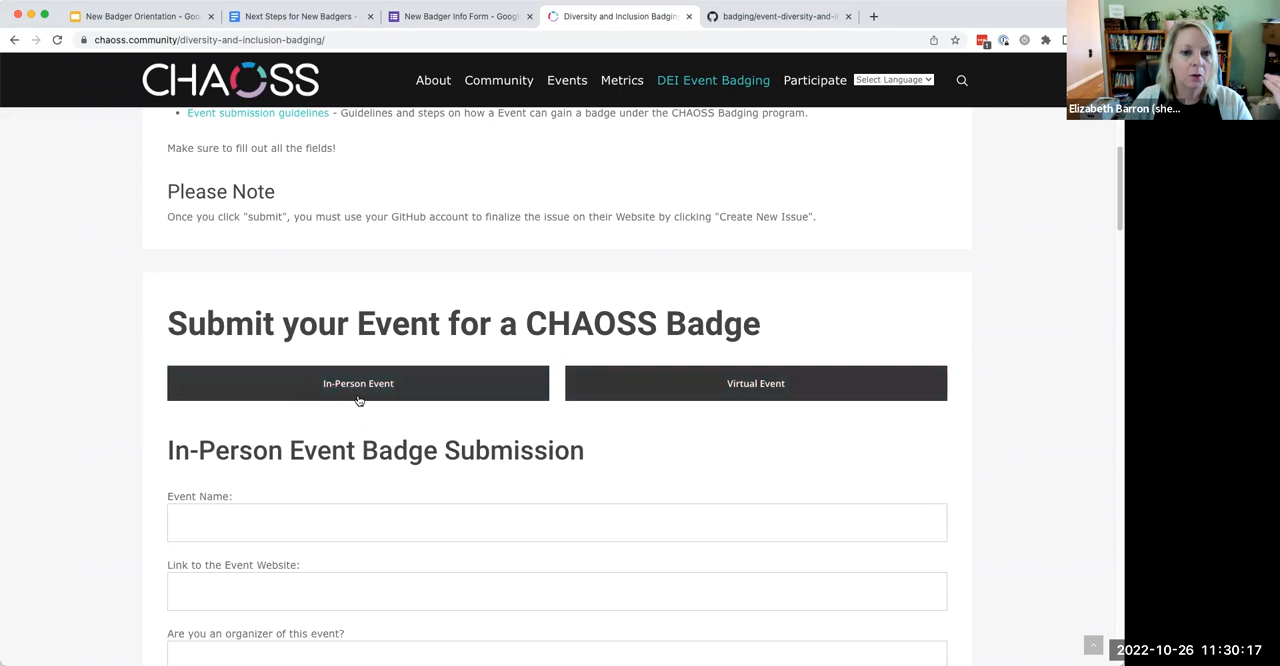 New Badger Orientation - Goo
Next Steps for New Badgers -
New Badger Info Form - Google
Diversity and Inclusion Badging
badging/event-diversity-and-i
chaoss.community/diversity-and-inclusion-badging/
CHAOSS
About Community Events Metrics DEI Event Badging Participate Select Language
Elizabeth Barron (she...
• Event submission guidelines - Guidelines and steps on how a Event can gain a badge under the CHAOSS Badging program.
Make sure to fill out all the fields!
Please Note
Once you click "submit", you must use your GitHub account to finalize the issue on their Website by clicking "Create New Issue".
Submit your Event for a CHAOSS Badge
In-Person Event Virtual Event
In-Person Event Badge Submission
Event Name:
Link to the Event Website:
Are you an organizer of this event?
2022-10-26 11:30:17